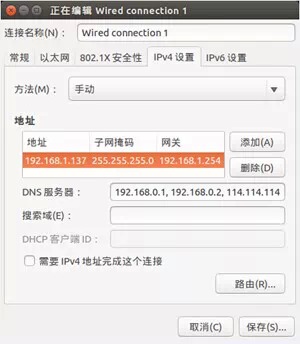 正在编辑 Wired connection 1
连接名称(N)： Wired connection 1
常规 以太网 802.1X 安全性 IPv4 设置 IPv6 设置
方法(M)： 手动
地址
地址 子网掩码 网关 添加(A)
192.168.1.137 255.255.255.0 192.168.1.254 删除(D)
DNS 服务器： 192.168.0.1, 192.168.0.2, 114.114.114
搜索域(E)：
DHCP 客户端 ID：
需要 IPv4 地址完成这个连接
路由(R)...
取消(C) 保存(S)...